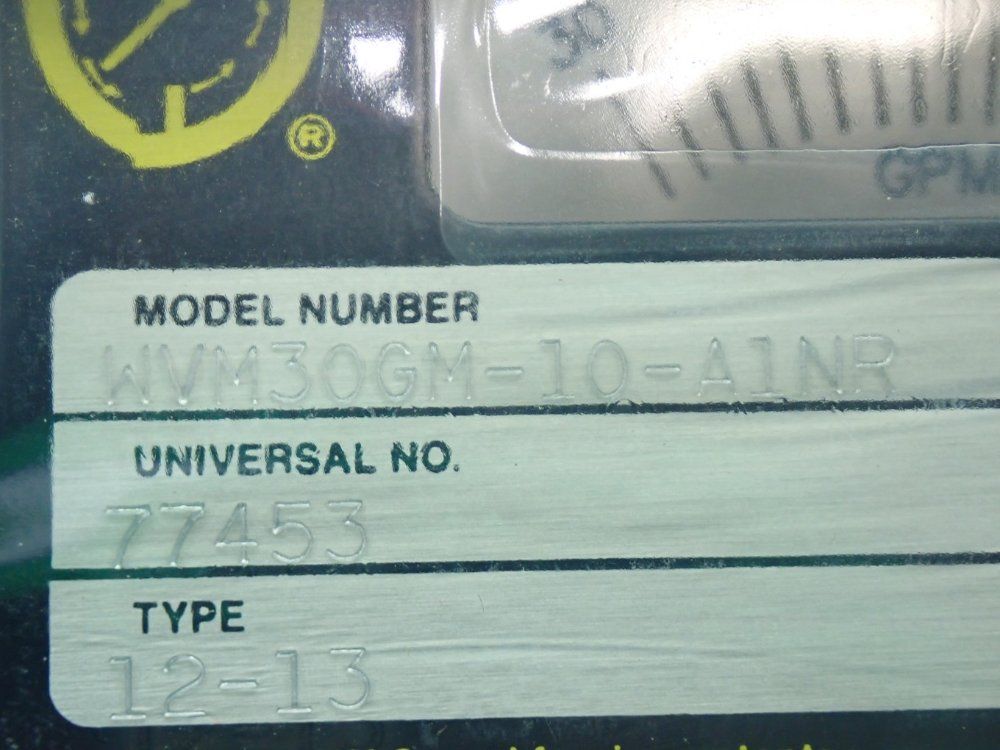 ®
30
GPM
MODEL NUMBER
WVM30GM-10-A1NR
UNIVERSAL NO.
77453
TYPE
12-13